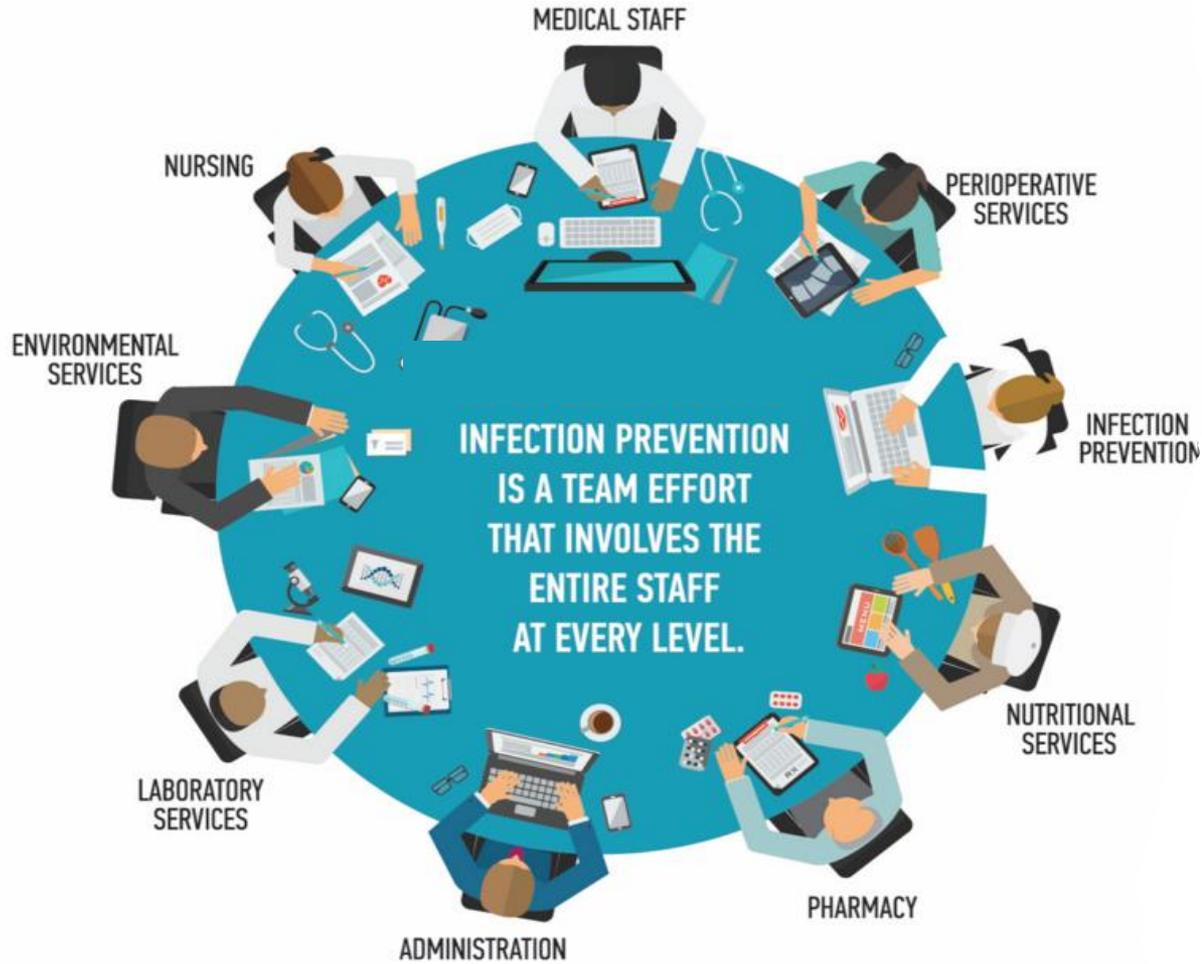 MEDICAL STAFF
NURSING
PERIOPERATIVE
SERVICES
ENVIRONMENTAL
SERVICES
INFECTION
PREVENTION
INFECTION PREVENTION
IS A TEAM EFFORT
THAT INVOLVES THE
ENTIRE STAFF
AT EVERY LEVEL.
MENU
NUTRITIONAL
SERVICES
LABORATORY
SERVICES
PHARMACY
ADMINISTRATION